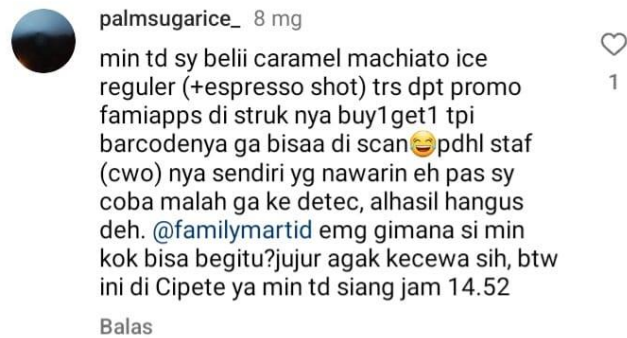 palmsugarice_ 8 mg
min td sy belii caramel machiato ice
reguler (+espresso shot) trs dpt promo
famiapps di struk nya buy1get1 tpi
barcodenya ga bisaa di scan😅pdhl staf
(cwo) nya sendiri yg nawarin eh pas sy
coba malah ga ke detec, alhasil hangus
deh. @familymartid emg gimana si min
kok bisa begitu?jujur agak kecewa sih, btw
ini di Cipete ya min td siang jam 14.52
1
Balas